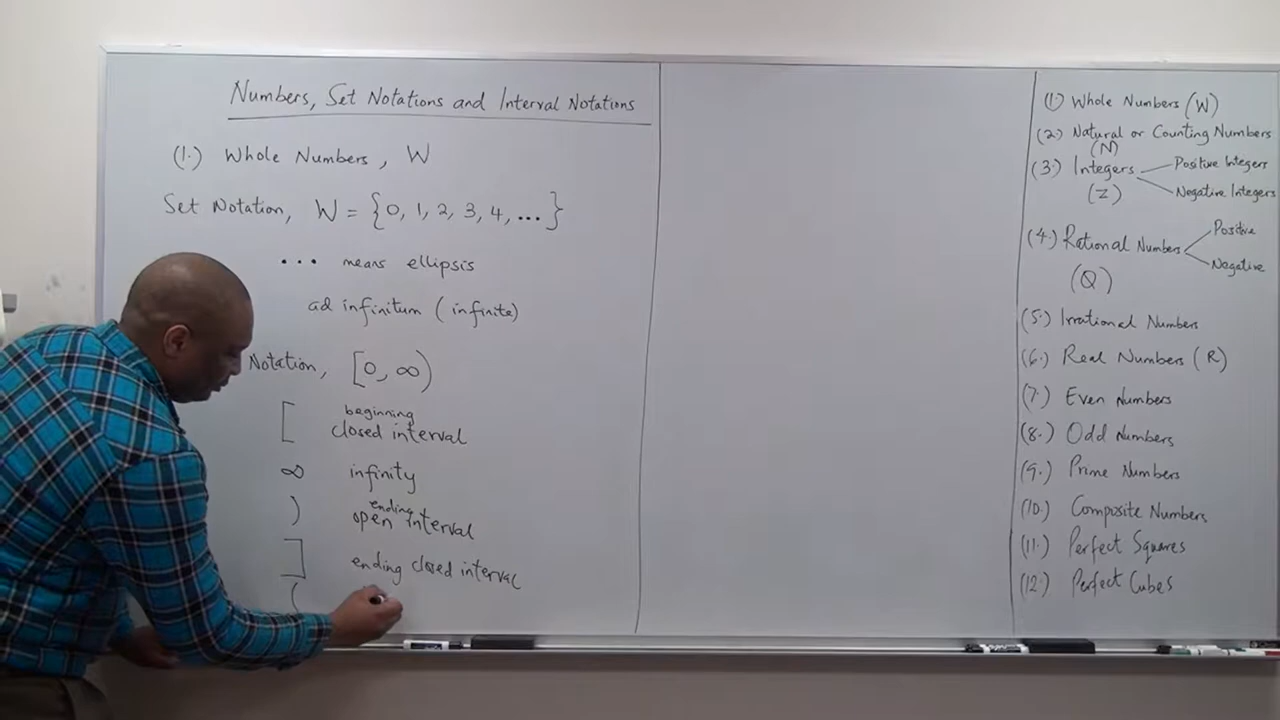 Numbers, Set Notations and Interval Notations
(1.) Whole Numbers, W
Set Notation, W = {0, 1, 2, 3, 4, ...}
... means ellipsis
ad infinitum (infinite)
Notation, [0, ∞)
[ beginning
closed interval
∞ infinity
) ending
open interval
] ending closed interval
(
(1) Whole Numbers (W)
(2.) Natural or Counting Numbers
(N)
(3.) Integers
Positive Integers
Negative Integers
(Z)
(4.) Rational Numbers
Positive
Negative
(Q)
(5.) Irrational Numbers
(6.) Real Numbers (R)
(7.) Even Numbers
(8.) Odd Numbers
(9.) Prime Numbers
(10.) Composite Numbers
(11.) Perfect Squares
(12.) Perfect Cubes